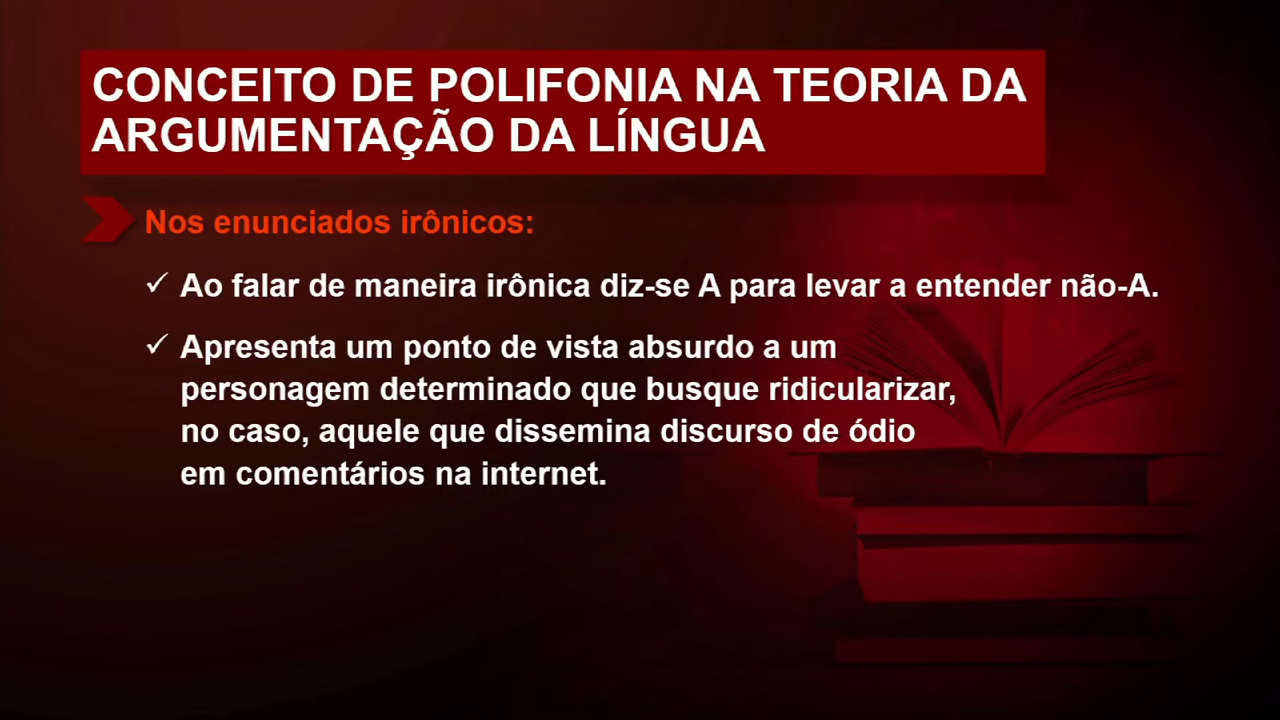 CONCEITO DE POLIFONIA NA TEORIA DA
ARGUMENTAÇÃO DA LÍNGUA
Nos enunciados irônicos:
✓ Ao falar de maneira irônica diz-se A para levar a entender não-A.
✓ Apresenta um ponto de vista absurdo a um
personagem determinado que busque ridicularizar,
no caso, aquele que dissemina discurso de ódio
em comentários na internet.